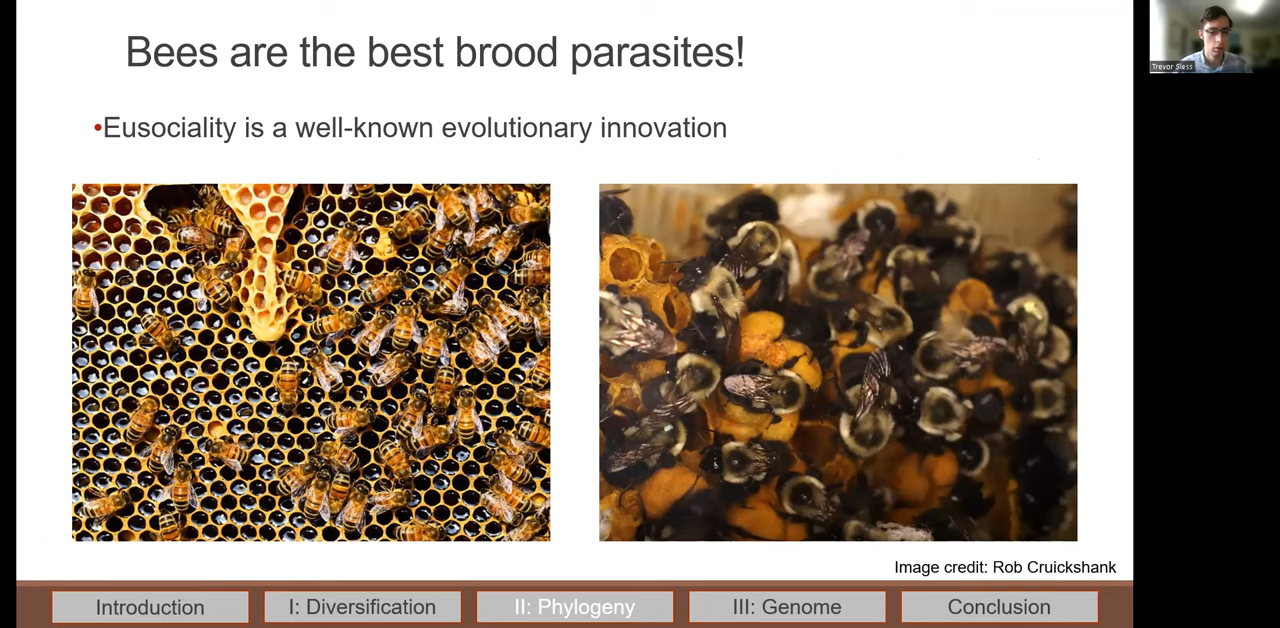 Bees are the best brood parasites!
•Eusociality is a well-known evolutionary innovation
Image credit: Rob Cruickshank
Introduction
I: Diversification
II: Phylogeny
III: Genome
Conclusion
Trevor Sless